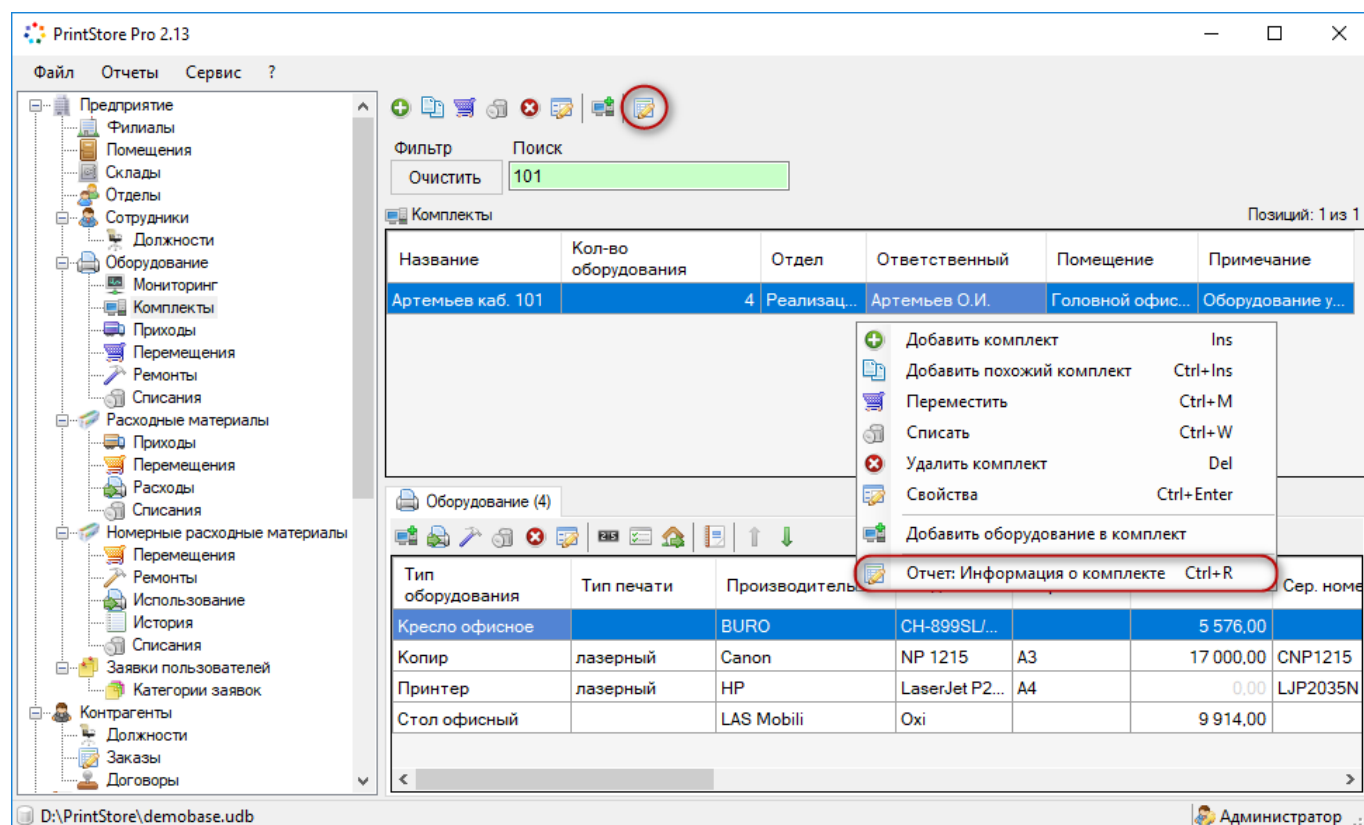 PrintStore Pro 2.13
Файл Отчеты Сервис ?
Предприятие
Филиалы
Помещения
Склады
Отделы
Сотрудники
Должности
Оборудование
Мониторинг
Комплекты
Приходы
Перемещения
Ремонты
Списания
Расходные материалы
Приходы
Перемещения
Расходы
Списания
Номерные расходные материалы
Перемещения
Ремонты
Использование
История
Списания
Заявки пользователей
Категории заявок
Контрагенты
Должности
Заказы
Договоры
Фильтр Поиск
Очистить 101
Комплекты Позиций: 1 из 1
Название Кол-во оборудования Отдел Ответственный Помещение Примечание
Артемьев каб. 101 4 Реализац... Артемьев О.И. Головной офис... Оборудование у...
Добавить комплект Ins
Добавить похожий комплект Ctrl+Ins
Переместить Ctrl+M
Списать Ctrl+W
Удалить комплект Del
Свойства Ctrl+Enter
Добавить оборудование в комплект
Отчет: Информация о комплекте Ctrl+R
Оборудование (4)
Тип оборудования Тип печати Производитель Сер. номе
Кресло офисное BURO CH-899SL/... 5 576,00
Копир лазерный Canon NP 1215 A3 17 000,00 CNP1215
Принтер лазерный HP LaserJet P2... A4 0,00 LJP2035N
Стол офисный LAS Mobili Oxi 9 914,00
D:\PrintStore\demobase.udb Администратор